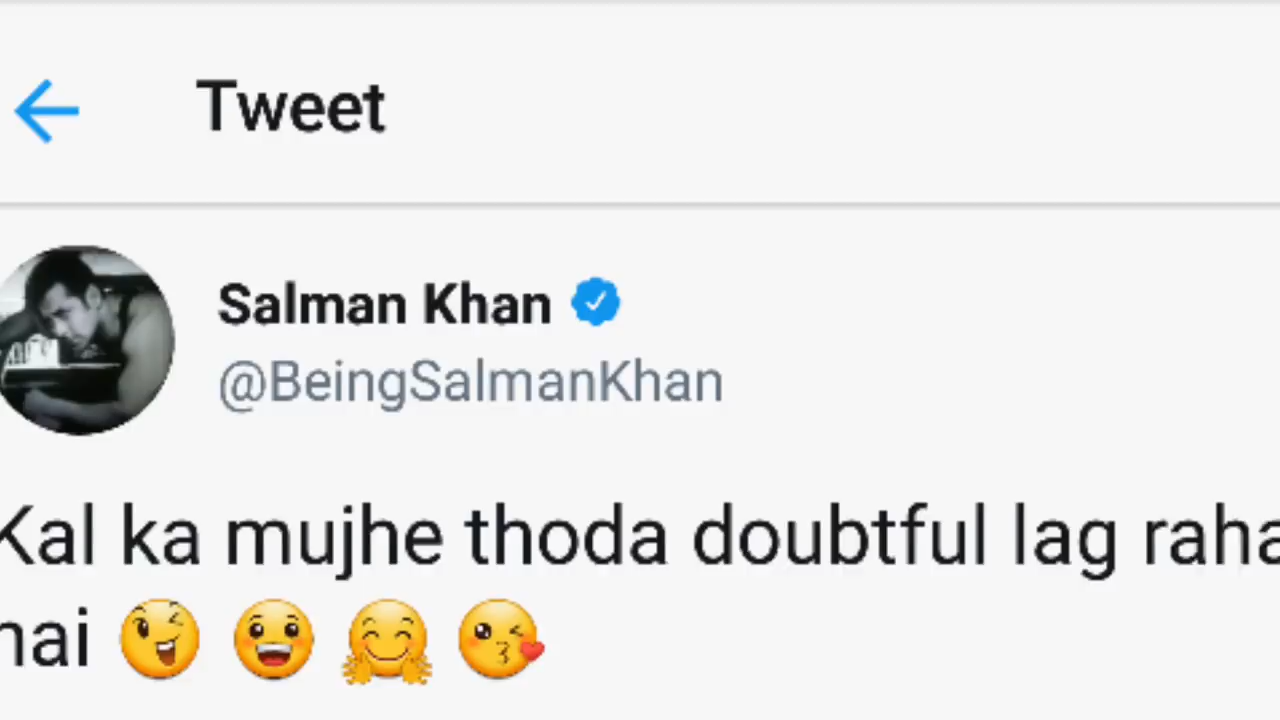 Tweet
Salman Khan
@BeingSalmanKhan
Kal ka mujhe thoda doubtful lag raha
hai 😜 😀 🤗 😘